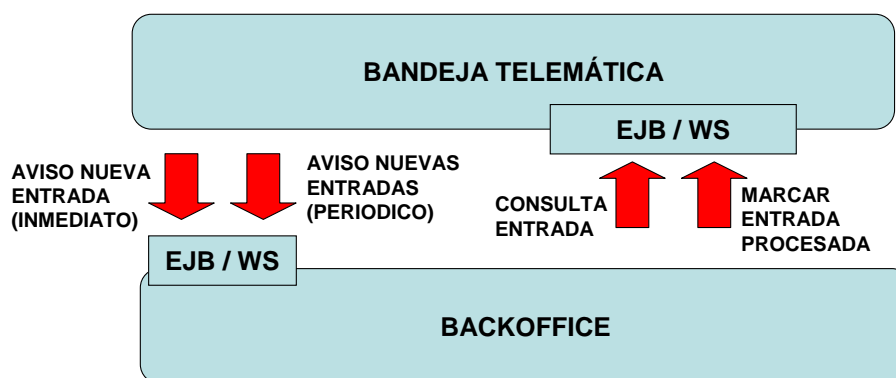 BANDEJA TELEMÁTICA
EJB / WS
AVISO NUEVA
ENTRADA
(INMEDIATO)
AVISO NUEVAS
ENTRADAS
(PERIODICO)
CONSULTA
ENTRADA
MARCAR
ENTRADA
PROCESADA
EJB / WS
BACKOFFICE